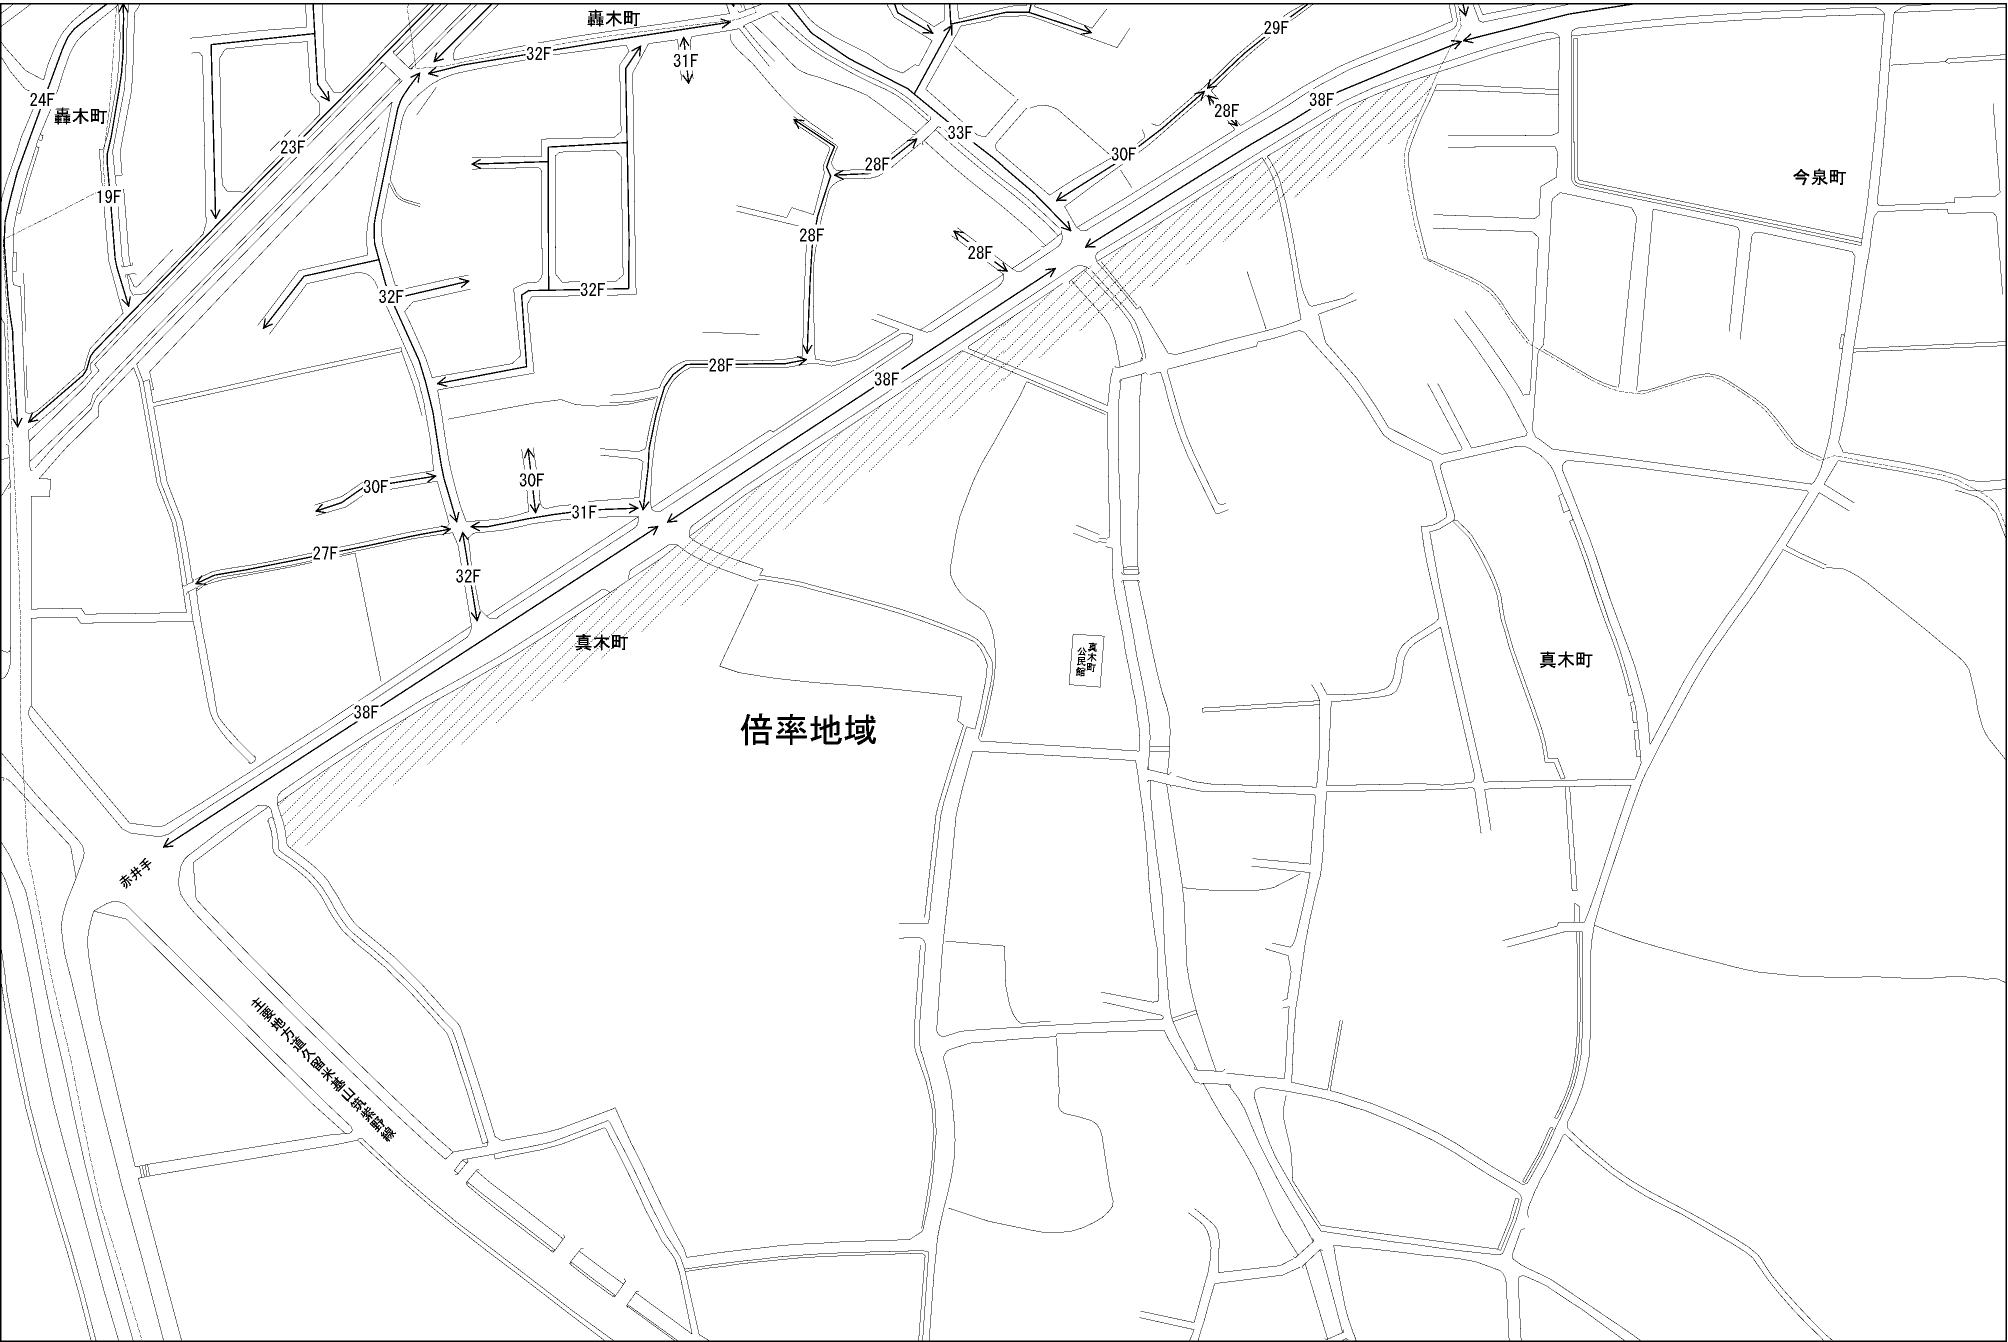 轟木町
29F
32F
31F
24F
38F
28F
轟木町
33F
23F
30F
28F
今泉町
19F
28F
28F
32F
32F
28F
38F
30F
30F
31F
27F
32F
真木町
真木町
公民館
真木町
38F
倍率地域
赤井手
主要地方道久留米基山筑紫野線